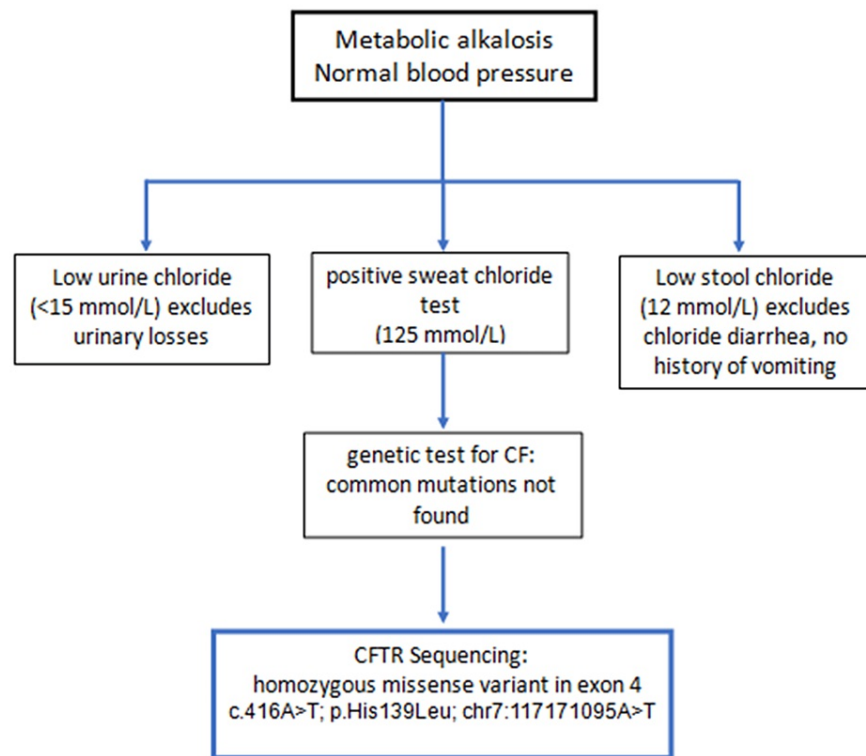 Metabolic alkalosis
Normal blood pressure
Low urine chloride
(<15 mmol/L) excludes
urinary losses
positive sweat chloride
test
(125 mmol/L)
Low stool chloride
(12 mmol/L) excludes
chloride diarrhea, no
history of vomiting
genetic test for CF:
common mutations not
found
CFTR Sequencing:
homozygous missense variant in exon 4
c.416A>T; p.His139Leu; chr7:117171095A>T